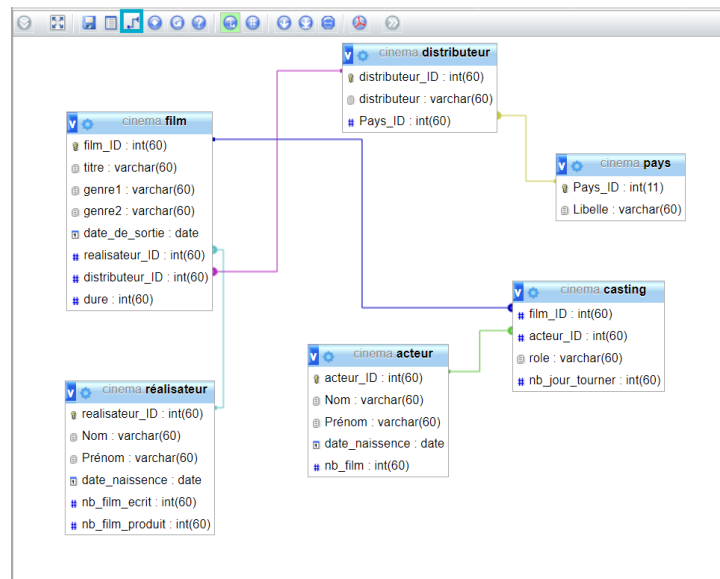 cinema.distributeur
distributeur_ID : int(60)
distributeur : varchar(60)
Pays_ID : int(60)
cinema.film
film_ID : int(60)
titre : varchar(60)
genre1 : varchar(60)
genre2 : varchar(60)
date_de_sortie : date
realisateur_ID : int(60)
distributeur_ID : int(60)
dure : int(60)
cinema.pays
Pays_ID : int(11)
Libelle : varchar(60)
cinema.casting
film_ID : int(60)
acteur_ID : int(60)
role : varchar(60)
nb_jour_tourner : int(60)
cinema.acteur
acteur_ID : int(60)
Nom : varchar(60)
Prénom : varchar(60)
date_naissence : date
nb_film : int(60)
cinema.réalisateur
realisateur_ID : int(60)
Nom : varchar(60)
Prénom : varchar(60)
date_naissence : date
nb_film_ecrit : int(60)
nb_film_produit : int(60)